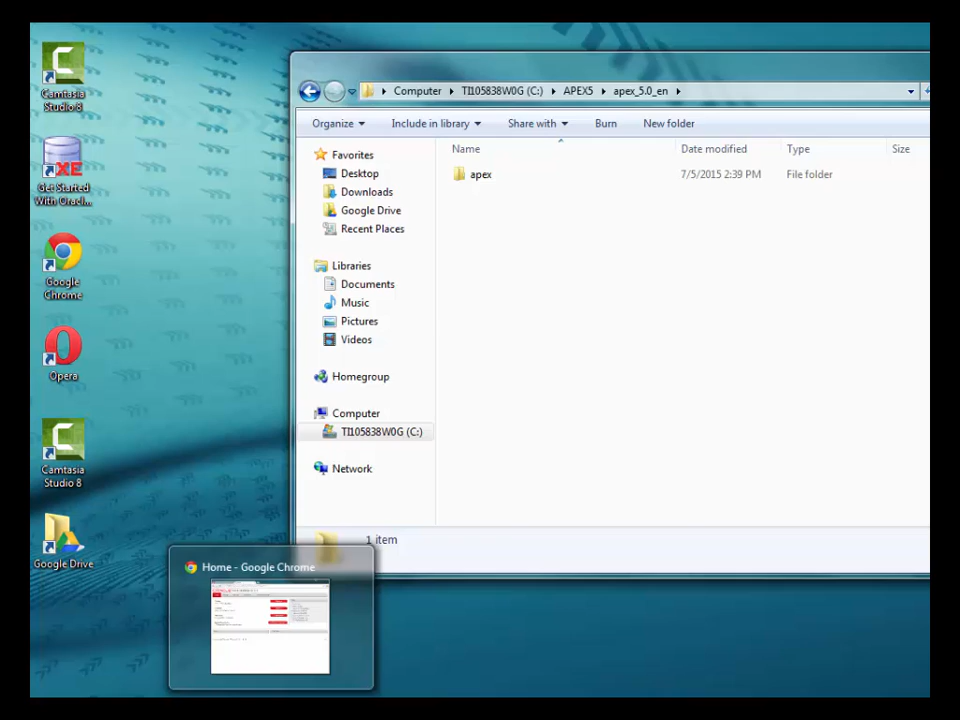 Camtasia
Studio 8
XE
Get Started
With Oracl...
Google
Chrome
Opera
Camtasia
Studio 8
Google Drive
Computer
TI105838W0G (C:)
APEX5
apex_5.0_en
Organize
Include in library
Share with
Burn
New folder
Name
Date modified
Type
Size
apex
7/5/2015 2:39 PM
File folder
Favorites
Desktop
Downloads
Google Drive
Recent Places
Libraries
Documents
Music
Pictures
Videos
Homegroup
Computer
TI105838W0G (C:)
Network
1 item
Home - Google Chrome